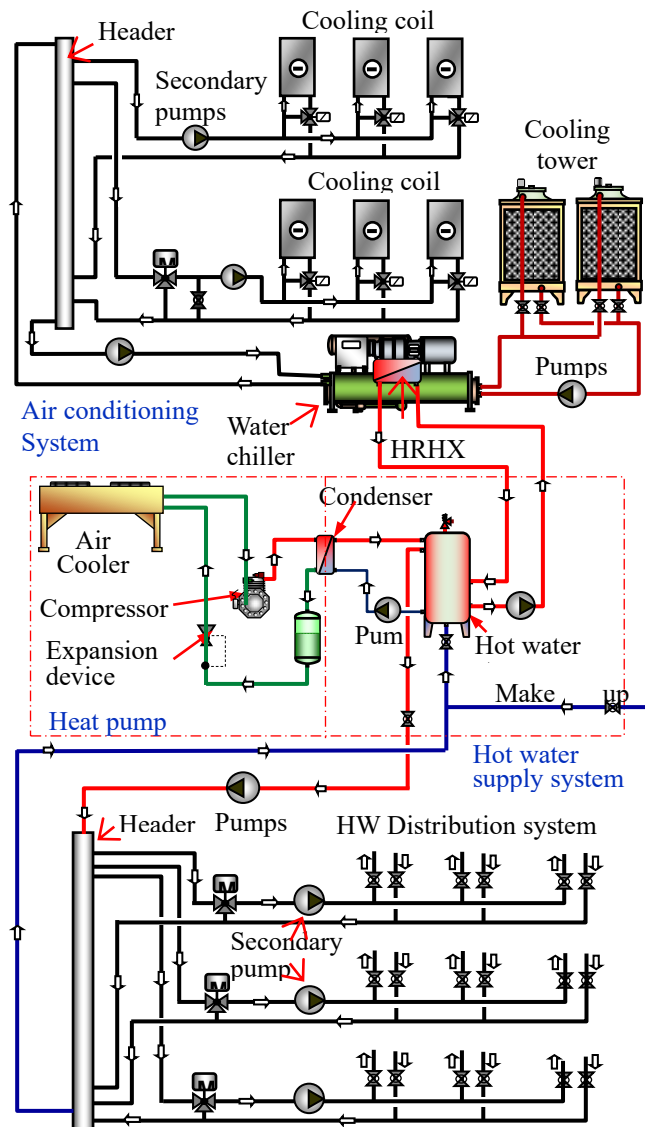 Cooling coil
Header
Secondary
pumps
Cooling
tower
Cooling coil
Pumps
Air conditioning
System
Water
chiller
HRHX
Condenser
Air
Cooler
Compressor
Pum
Hot water
Expansion
device
Make up
Heat pump
Hot water
supply system
Pumps
Header
HW Distribution system
Secondary
pump